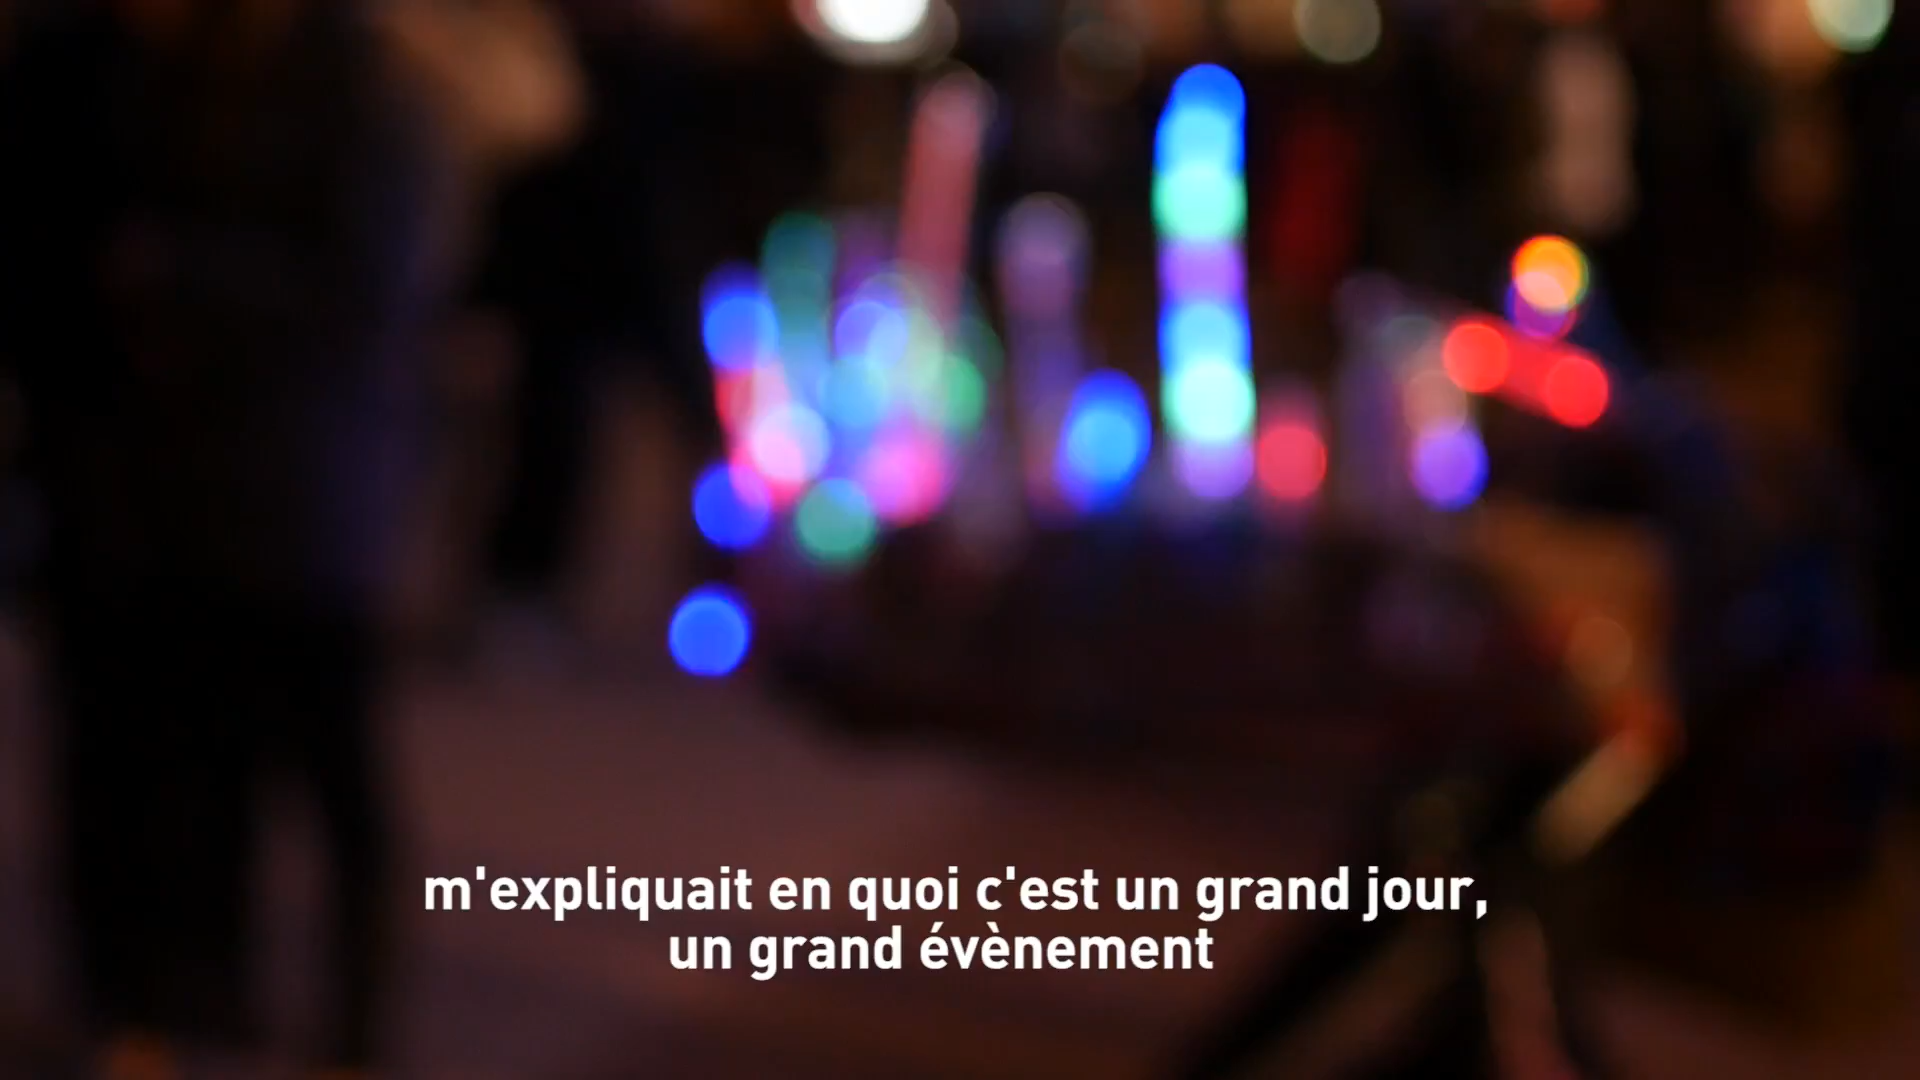 m'expliquait en quoi c'est un grand jour,
un grand évènement